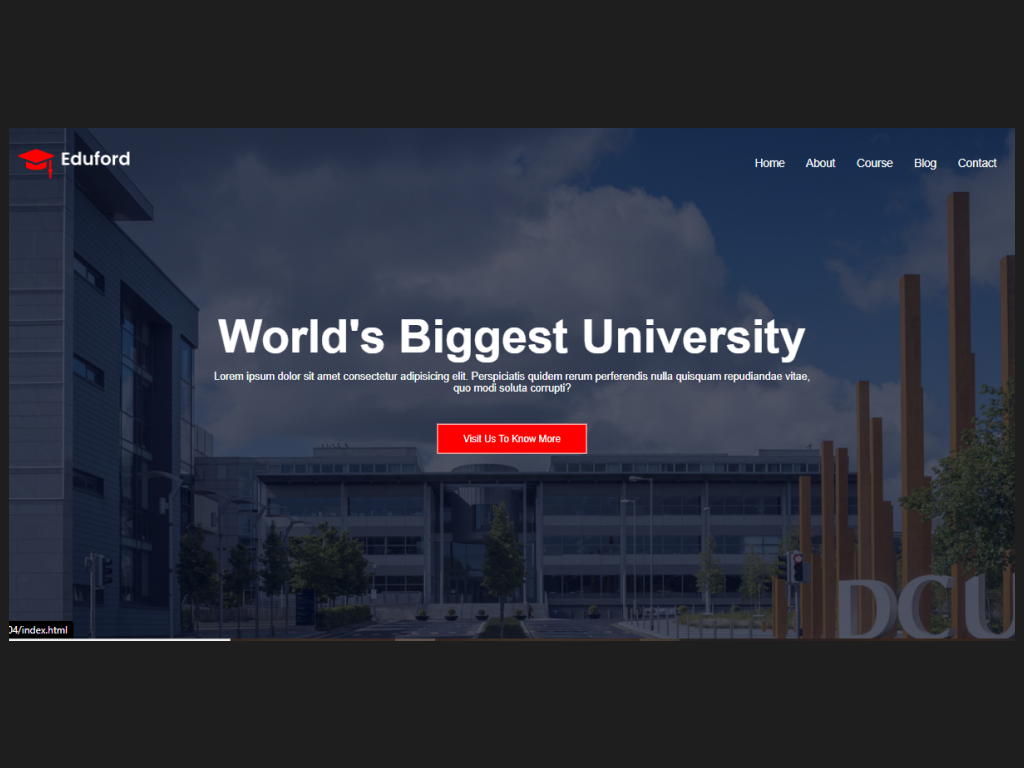 Eduford
Home About Course Blog Contact
World's Biggest University
Lorem ipsum dolor sit amet consectetur adipisicing elit. Perspiciatis quidem rerum perferendis nulla quisquam repudiandae vitae,
quo modi soluta corrupti?
Visit Us To Know More
DCU
04/index.html